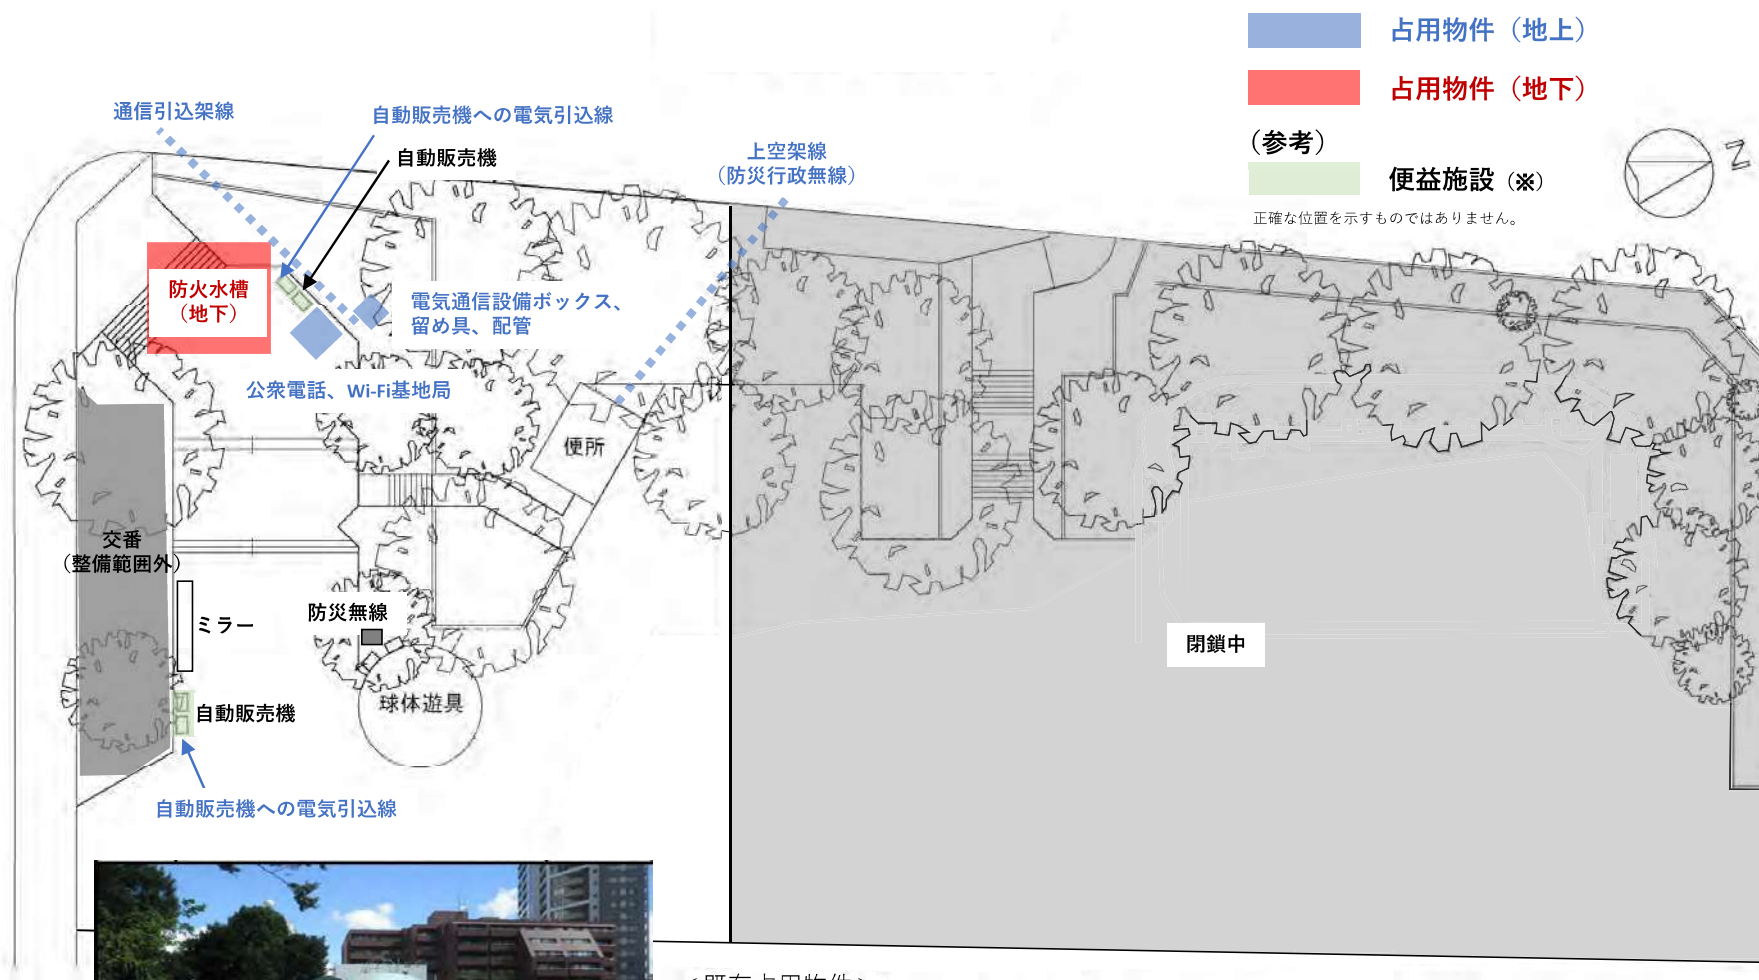 占用物件（地上）
占用物件（地下）
（参考）
便益施設（※）
正確な位置を示すものではありません。
N
通信引込架線
自動販売機への電気引込線
自動販売機
上空架線
（防災行政無線）
防火水槽
（地下）
電気通信設備ボックス、
留め具、配管
公衆電話、Wi-Fi基地局
便所
交番
（整備範囲外）
ミラー
防災無線
球体遊具
自動販売機
自動販売機への電気引込線
閉鎖中
<既存占用物件>